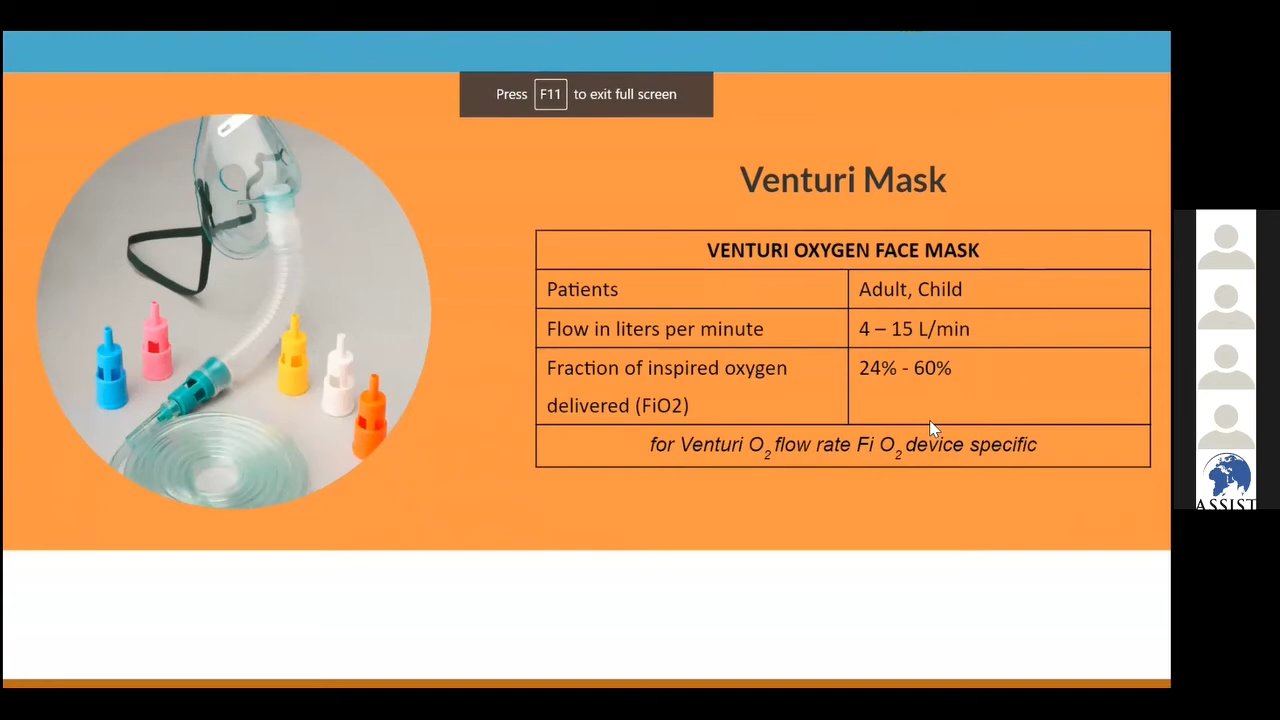 Press F11 to exit full screen
Venturi Mask
VENTURI OXYGEN FACE MASK
Patients Adult, Child
Flow in liters per minute 4 – 15 L/min
Fraction of inspired oxygen 24% - 60%
delivered (FiO2)
for Venturi O2 flow rate Fi O2 device specific
ASSIST